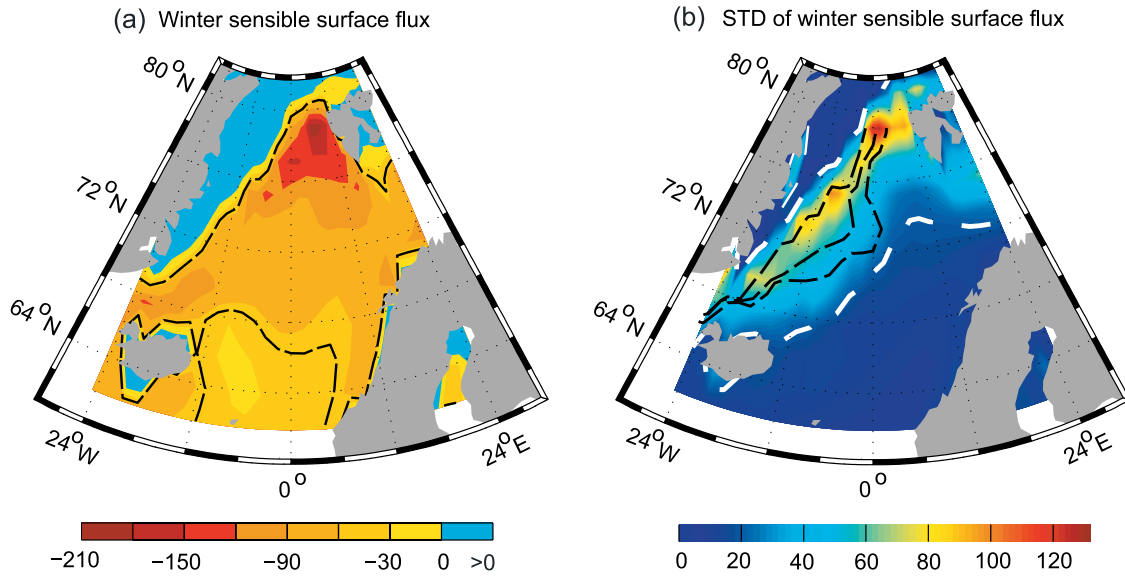 (a) Winter sensible surface flux
80°N
72°N
64°N
24°W
0°
24°E
−210 −150 −90 −30 0 >0
(b) STD of winter sensible surface flux
80°N
72°N
64°N
24°W
0°
24°E
0 20 40 60 80 100 120